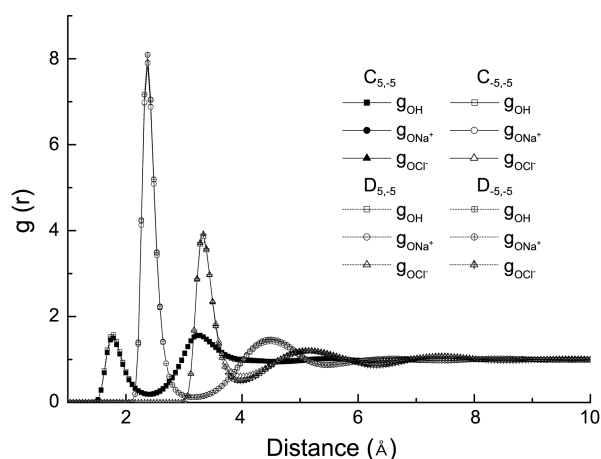 8
6
4
2
0
2
4
6
8
10
g (r)
Distance (Å)
C5,-5
gOH
gONa+
gOCl-
C-5,-5
gOH
gONa+
gOCl-
D5,-5
gOH
gONa+
gOCl-
D-5,-5
gOH
gONa+
gOCl-